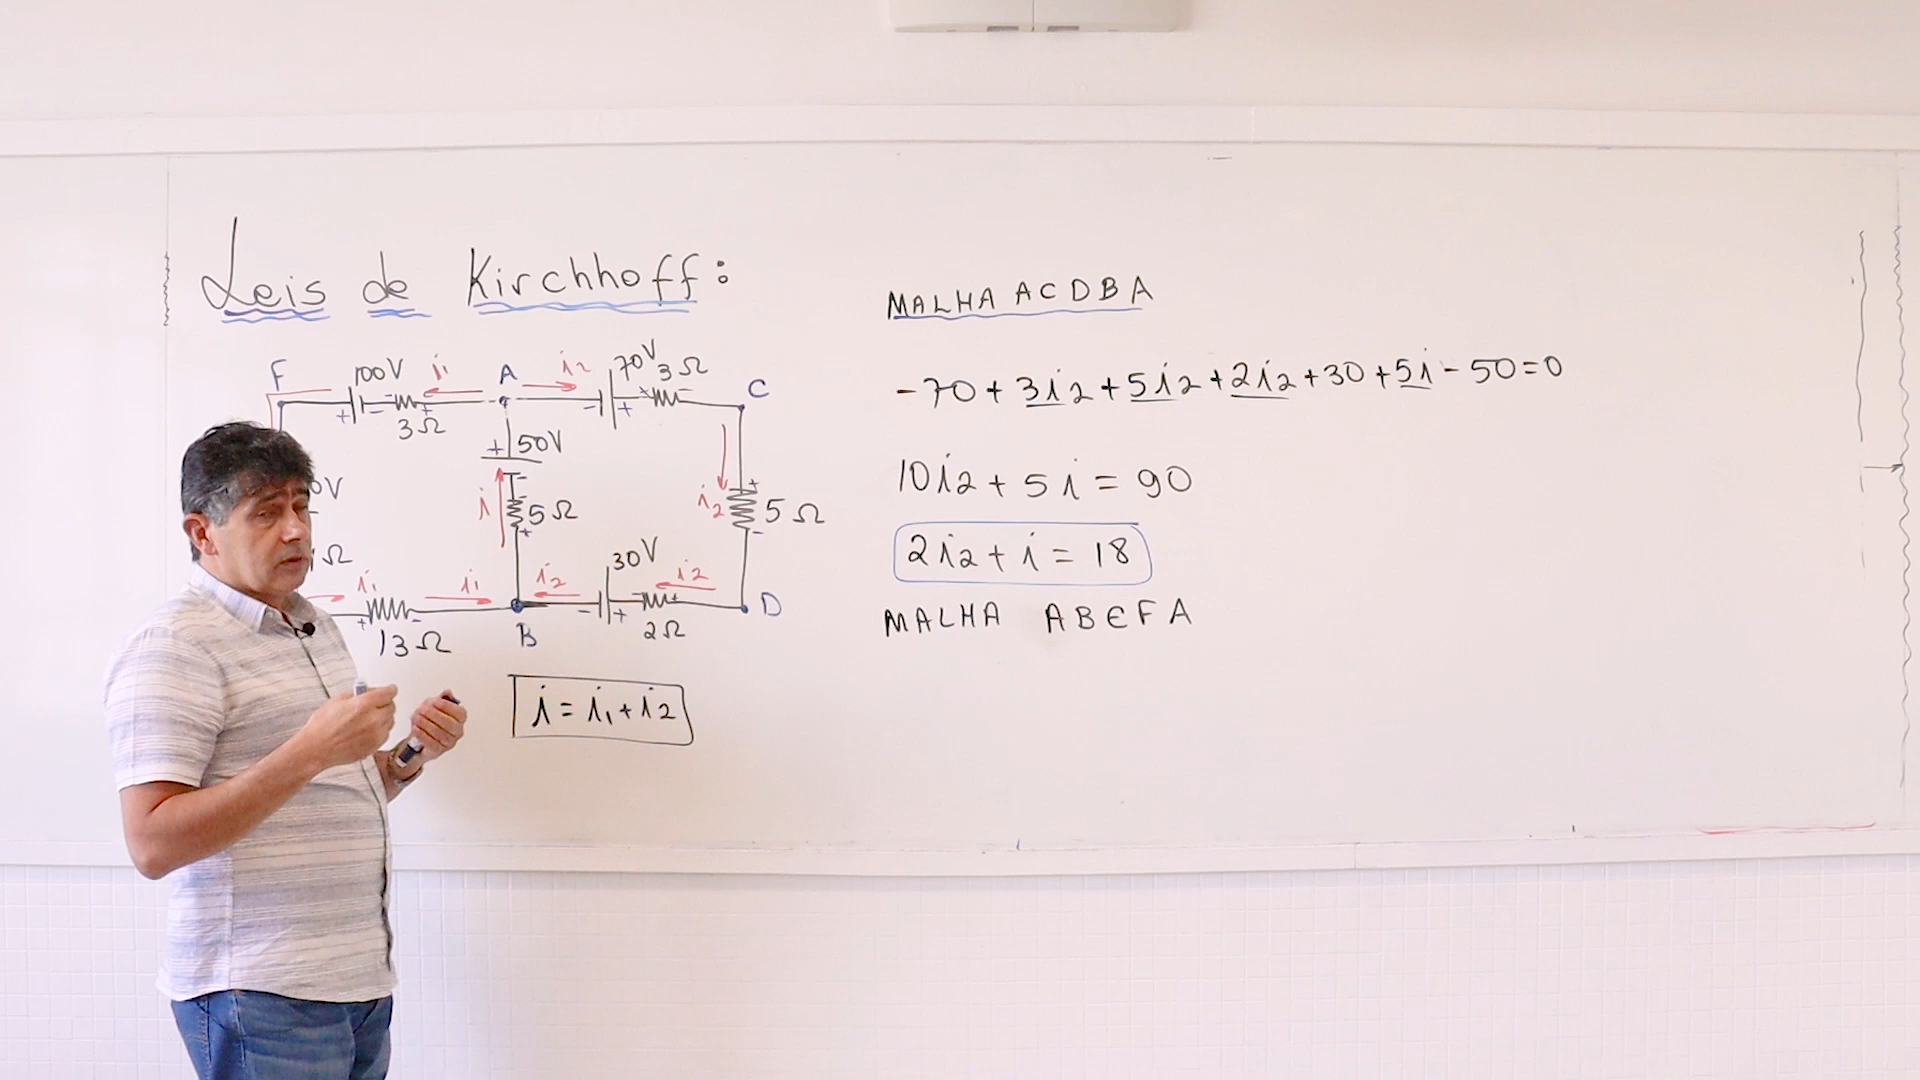 Leis de Kirchhoff:
F
100V
i₁
A
i₂
70V
3Ω
C
+
-
-
+
3Ω
-
+
+
-
+
50V
-
i
5Ω
+
i₂
+
5Ω
-
V
Ω
i₁
i₁
i₂
30V
i₂
+
-
13Ω
B
-
+
-
+
2Ω
D
i = i₁ + i₂
MALHA ACDBA
-70 + 3i₂ + 5i₂ + 2i₂ + 30 + 5i - 50 = 0
10i₂ + 5i = 90
2i₂ + i = 18
MALHA ABEFA